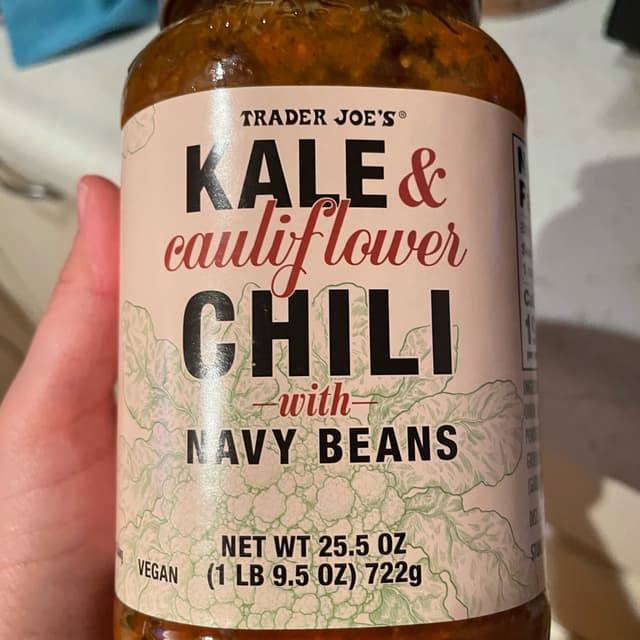 TRADER JOE'S®
KALE &
cauliflower
CHILI
with
NAVY BEANS
NET WT 25.5 OZ
VEGAN (1 LB 9.5 OZ) 722g